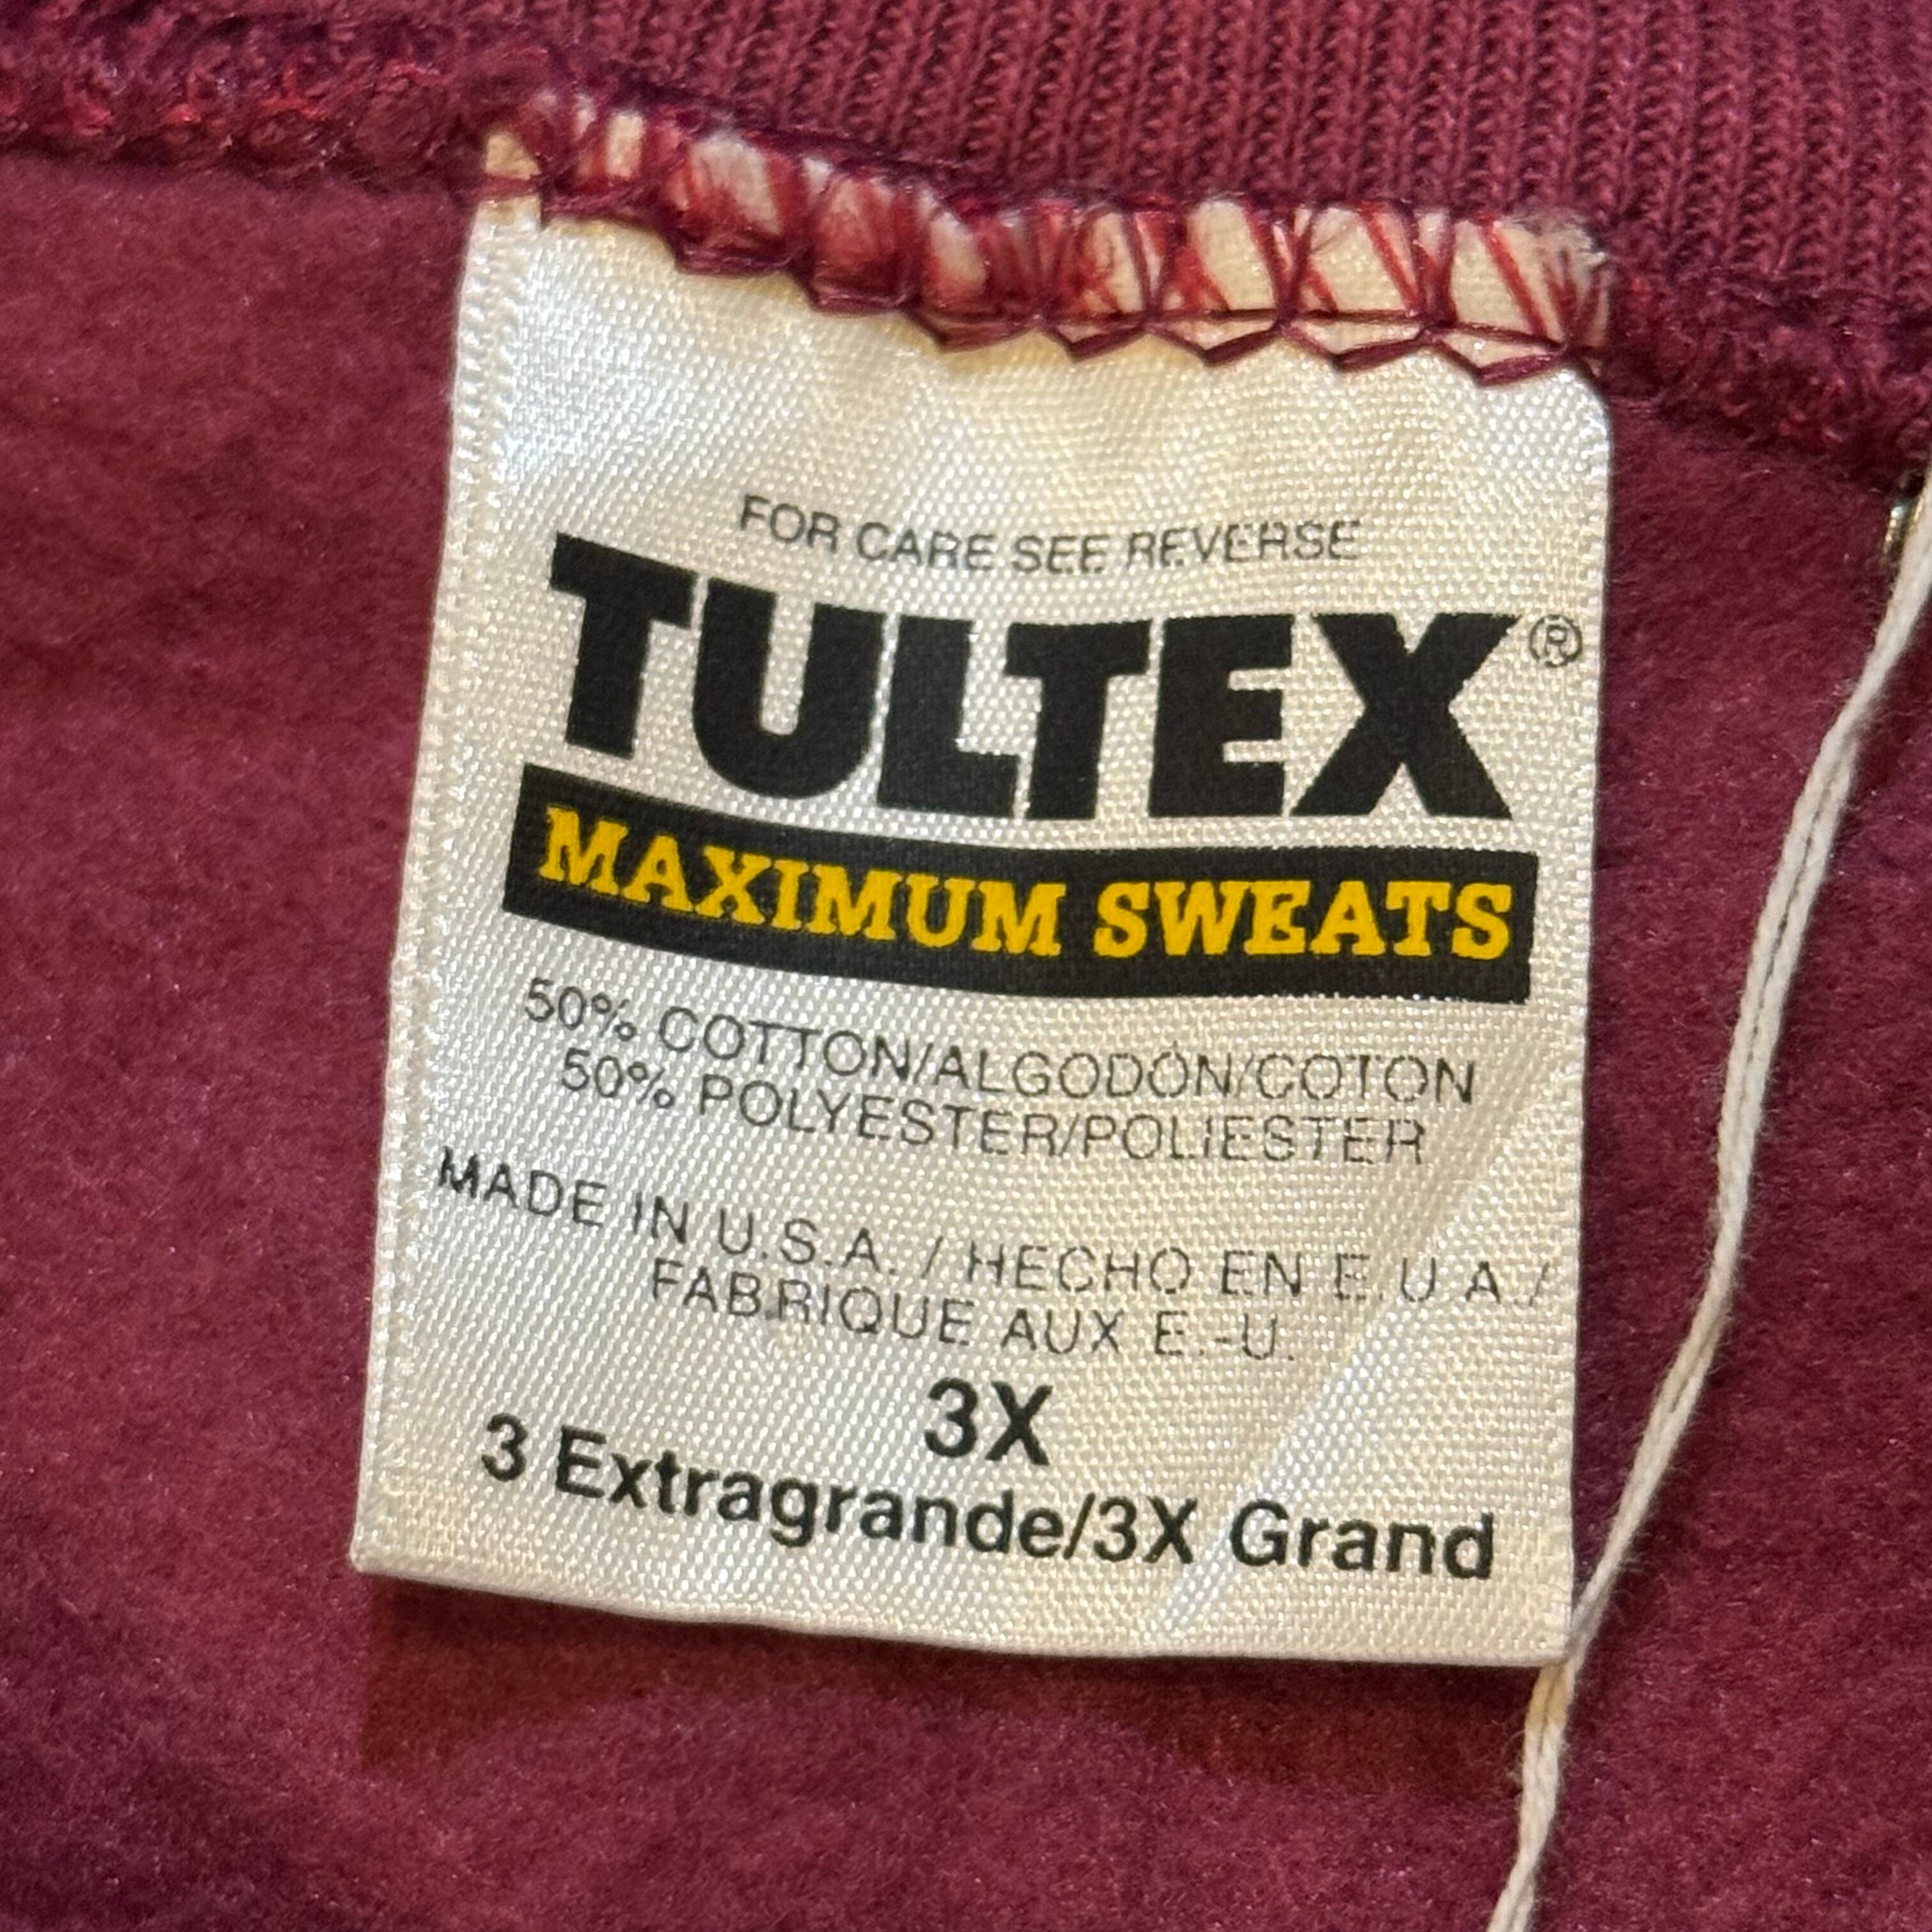 FOR CARE SEE REVERSE
TULTEX®
MAXIMUM SWEATS
50% COTTON/ALGODÓN/COTON
50% POLYESTER/POLIESTER
MADE IN U.S.A. / HECHO EN E.U.A./
FABRIQUE AUX E.-U.
3X
3 Extragrande/3X Grand